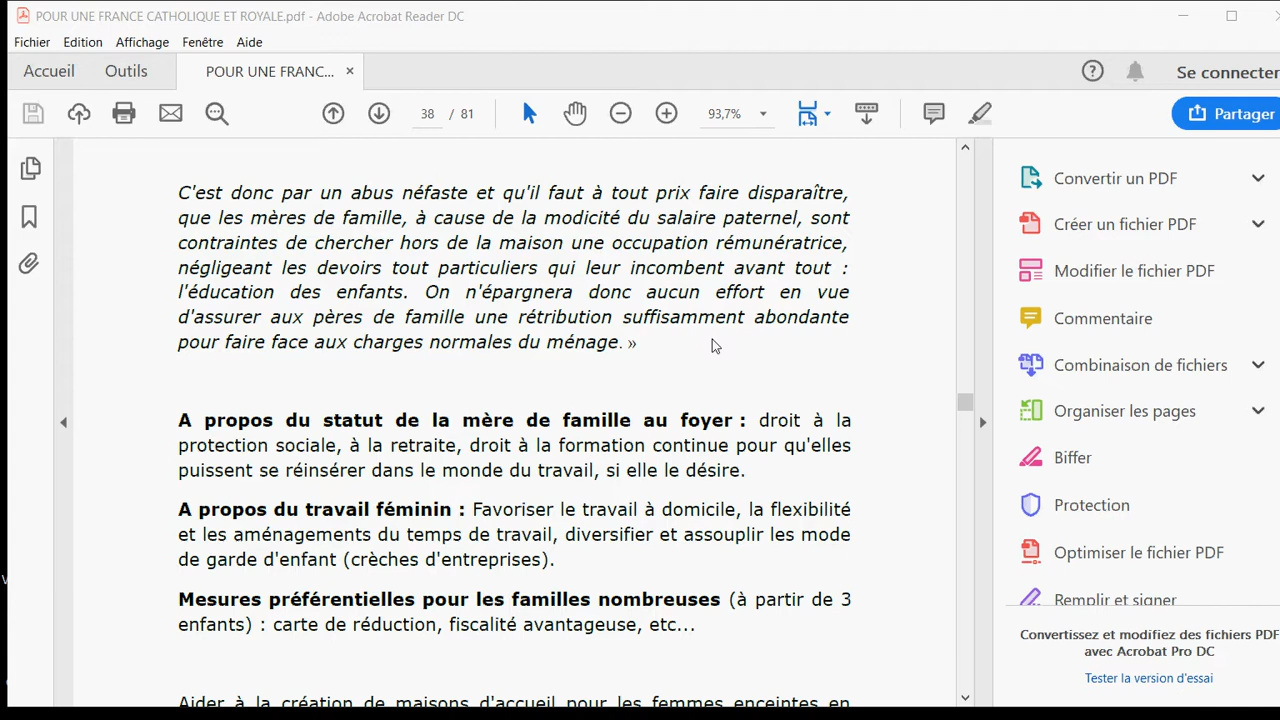 POUR UNE FRANCE CATHOLIQUE ET ROYALE.pdf - Adobe Acrobat Reader DC
Fichier Edition Affichage Fenêtre Aide
Accueil Outils POUR UNE FRANC... × Se connecter
38 / 81 93,7% Partager
C'est donc par un abus néfaste et qu'il faut à tout prix faire disparaître,
que les mères de famille, à cause de la modicité du salaire paternel, sont
contraintes de chercher hors de la maison une occupation rémunératrice,
négligeant les devoirs tout particuliers qui leur incombent avant tout :
l'éducation des enfants. On n'épargnera donc aucun effort en vue
d'assurer aux pères de famille une rétribution suffisamment abondante
pour faire face aux charges normales du ménage. »
A propos du statut de la mère de famille au foyer : droit à la
protection sociale, à la retraite, droit à la formation continue pour qu'elles
puissent se réinsérer dans le monde du travail, si elle le désire.
A propos du travail féminin : Favoriser le travail à domicile, la flexibilité
et les aménagements du temps de travail, diversifier et assouplir les mode
de garde d'enfant (crèches d'entreprises).
Mesures préférentielles pour les familles nombreuses (à partir de 3
enfants) : carte de réduction, fiscalité avantageuse, etc...
Aider à la création de maisons d'accueil pour les femmes enceintes en
Convertir un PDF
Créer un fichier PDF
Modifier le fichier PDF
Commentaire
Combinaison de fichiers
Organiser les pages
Biffer
Protection
Optimiser le fichier PDF
Remplir et signer
Convertissez et modifiez des fichiers PDF
avec Acrobat Pro DC
Tester la version d'essai